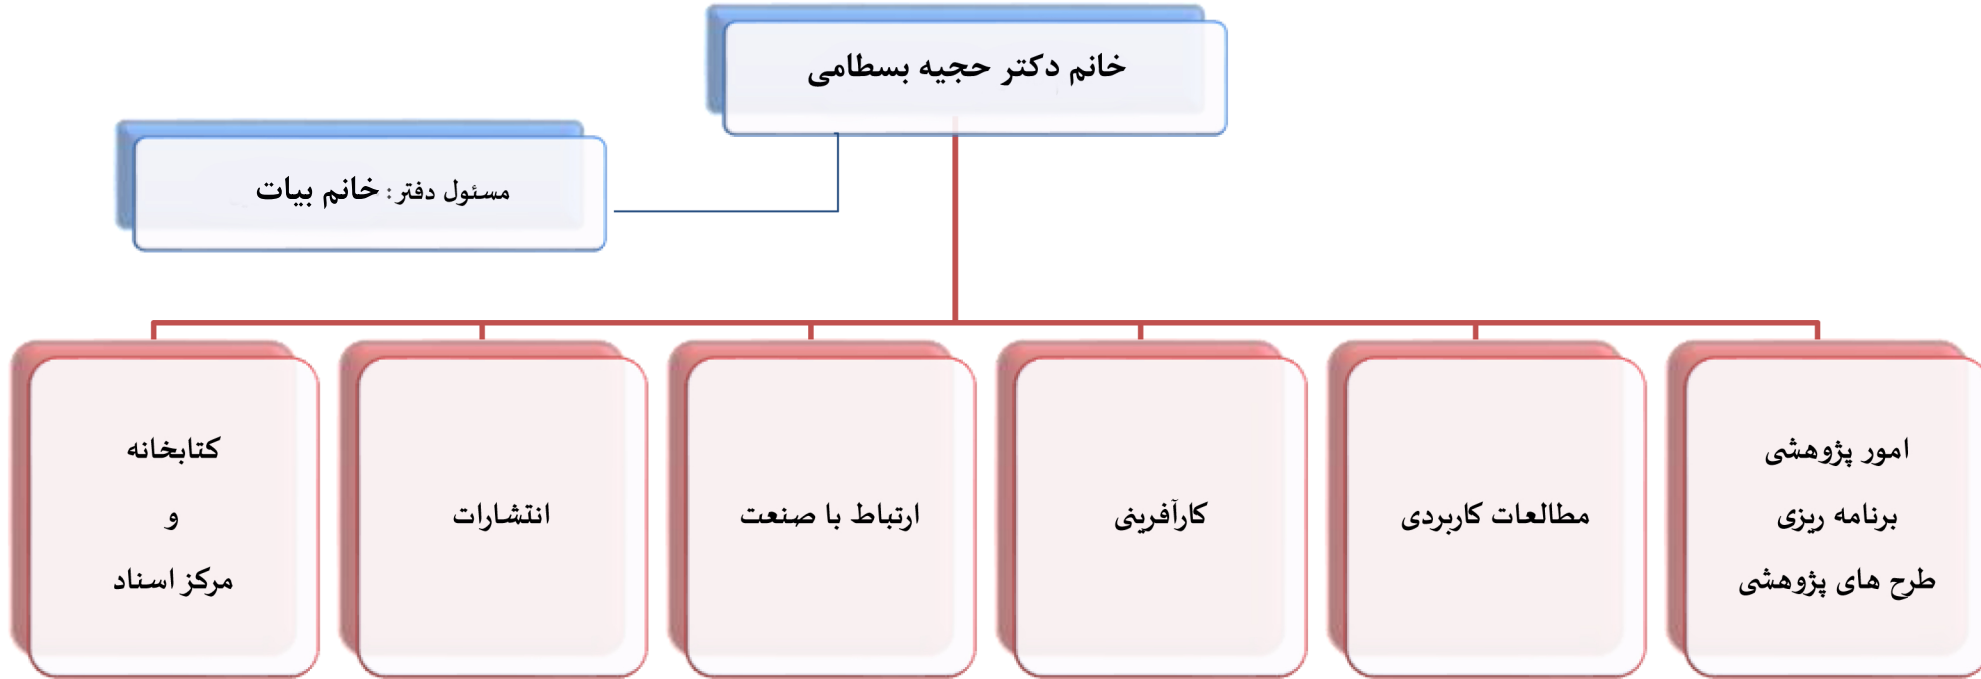 خانم دکتر حجیه بسطامی
مسئول دفتر : خانم بیات
امور پژوهشی
برنامه ریزی
طرح های پژوهشی
مطالعات کاربردی
کارآفرینی
ارتباط با صنعت
انتشارات
کتابخانه
و
مرکز اسناد